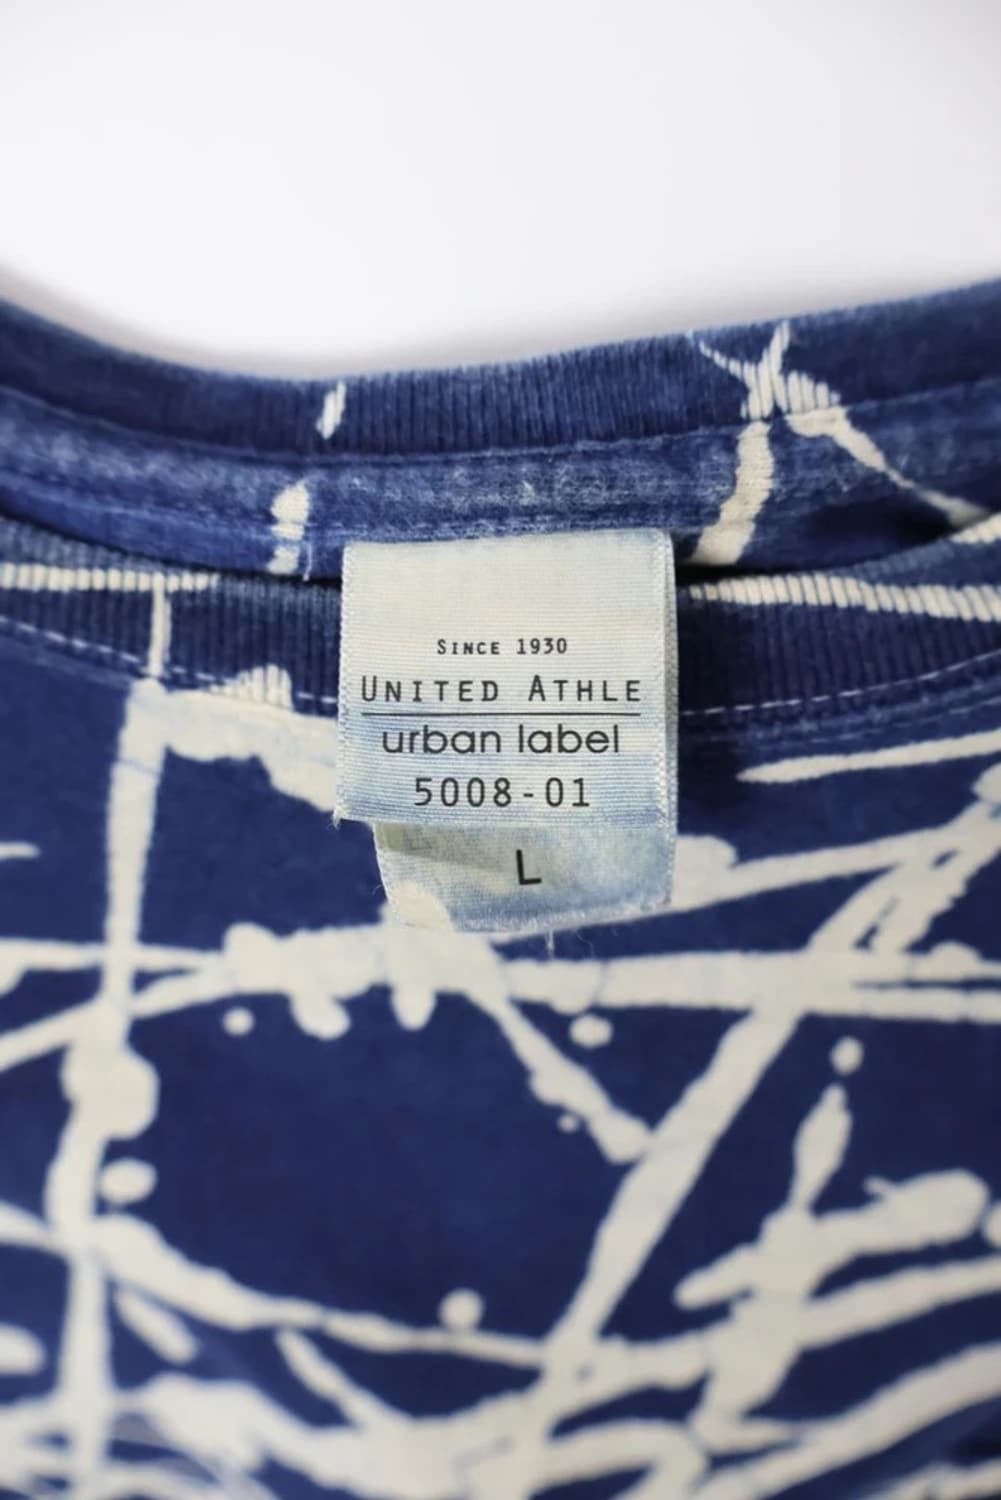 Since 1930
United Athle
urban label
5008-01
L